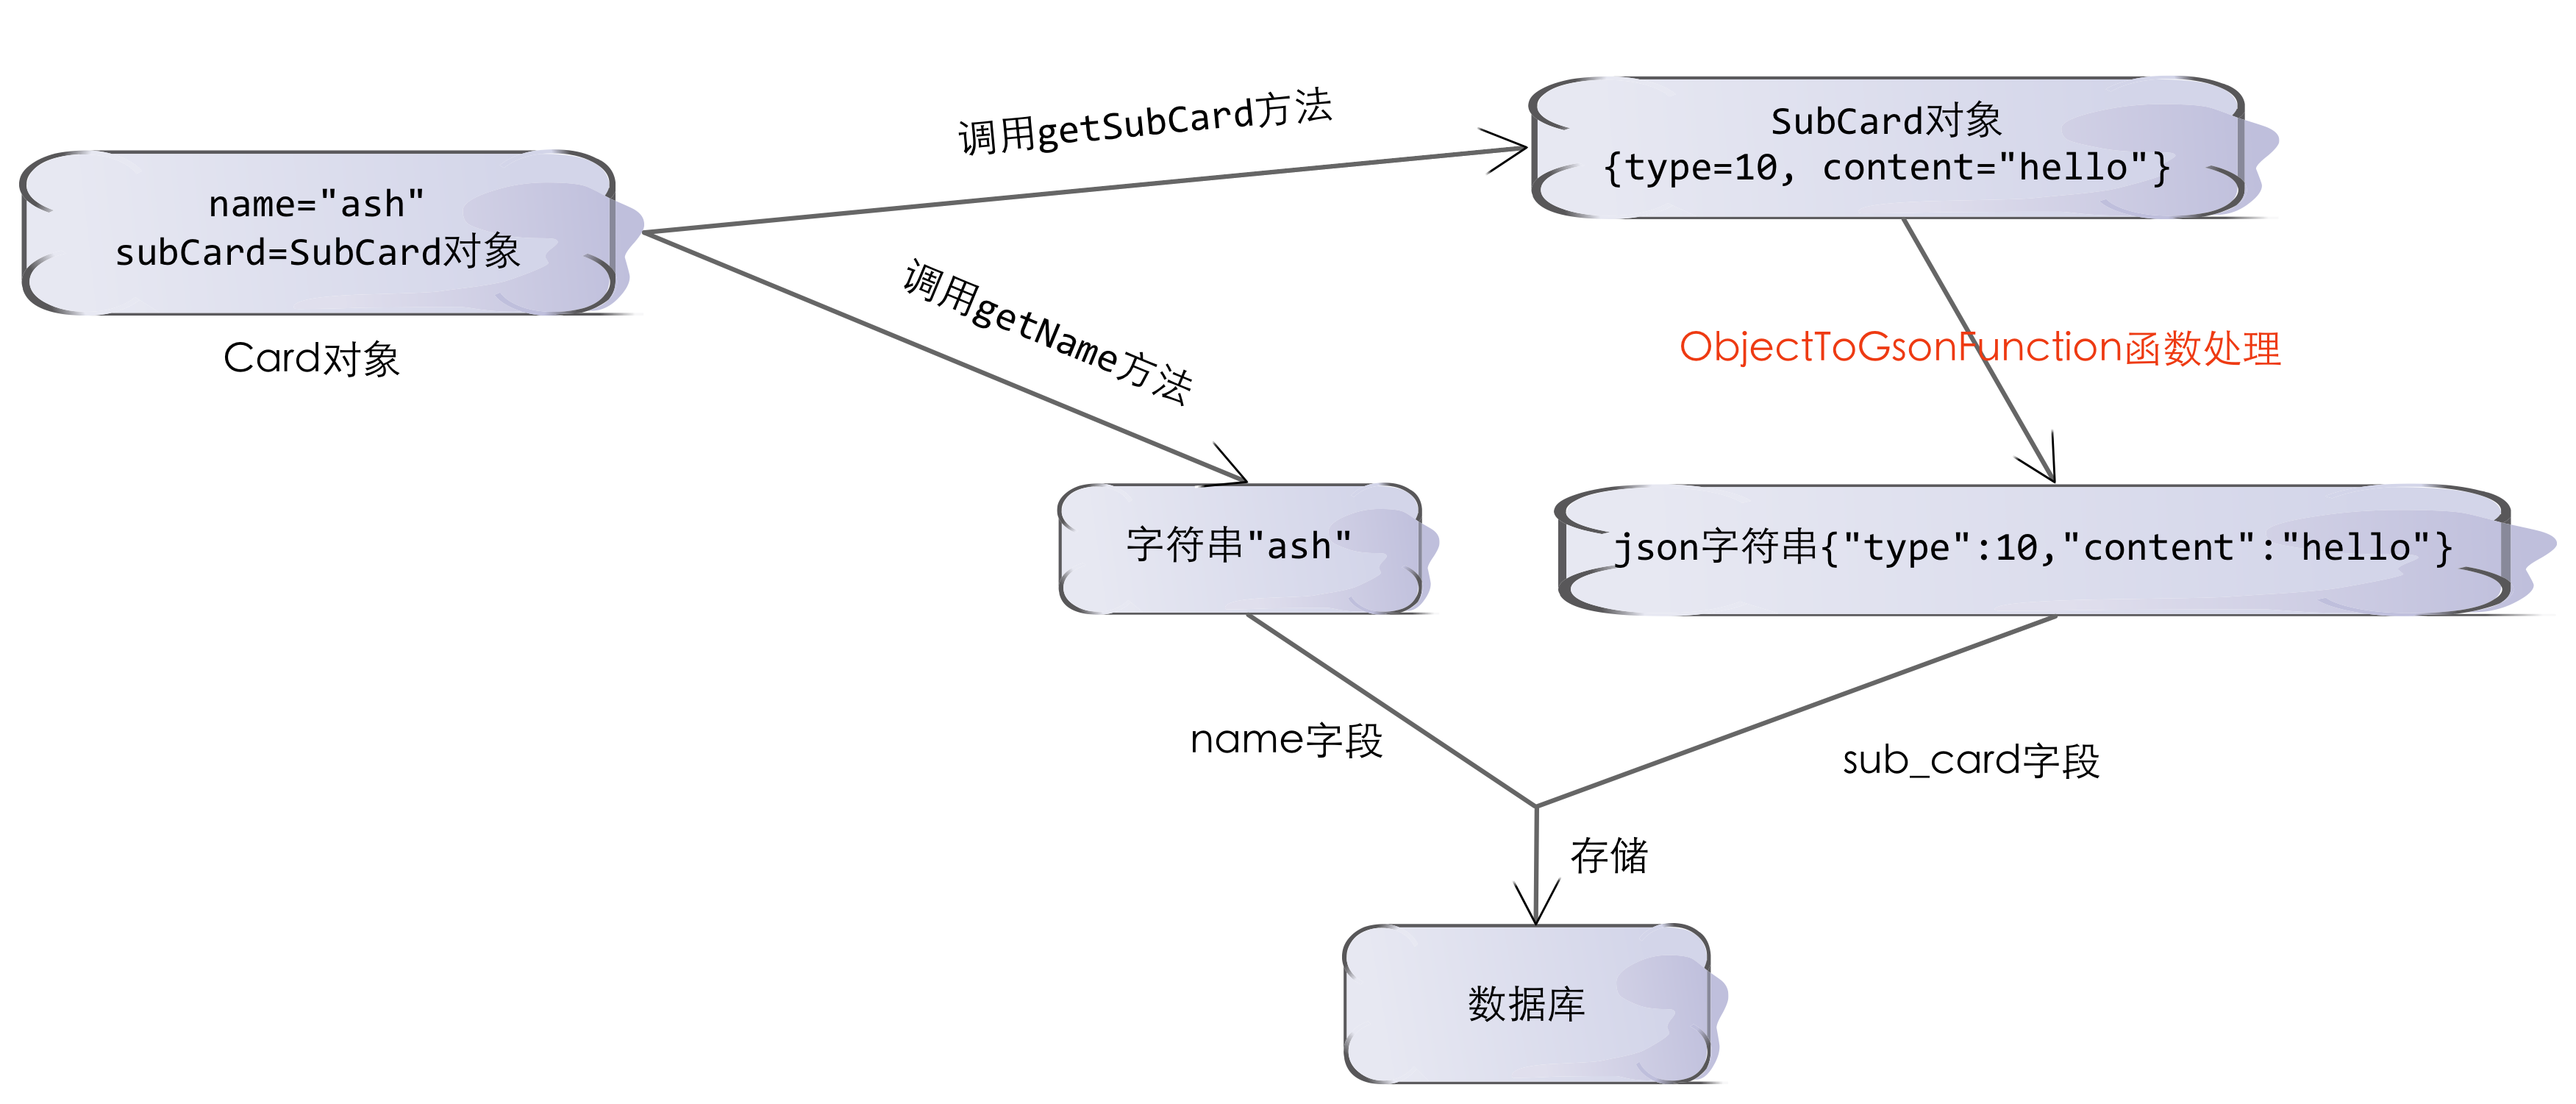 调用getSubCard方法
SubCard对象
{type=10, content="hello"}
name="ash"
subCard=SubCard对象
Card对象
调用getName方法
ObjectToGsonFunction函数处理
字符串"ash"
json字符串{"type":10,"content":"hello"}
name字段
sub_card字段
存储
数据库